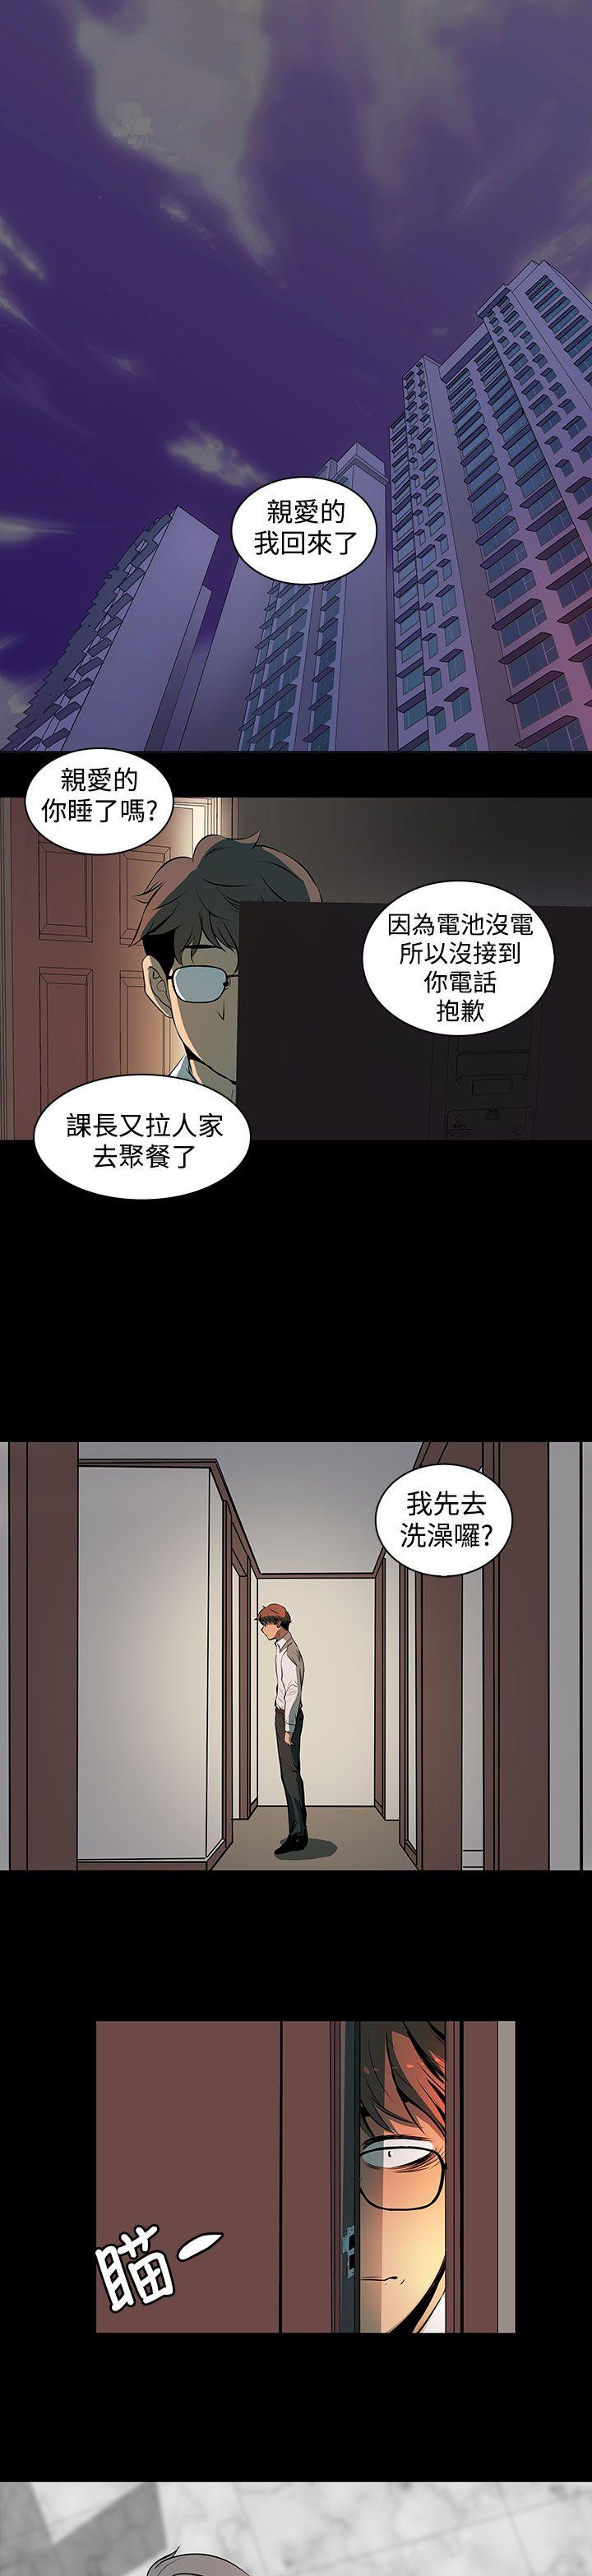 親愛的
我回來了
親愛的
你睡了嗎?
因為電池沒電
所以沒接到
你電話
抱歉
課長又拉人家
去聚餐了
我先去
洗澡囉?
瞄